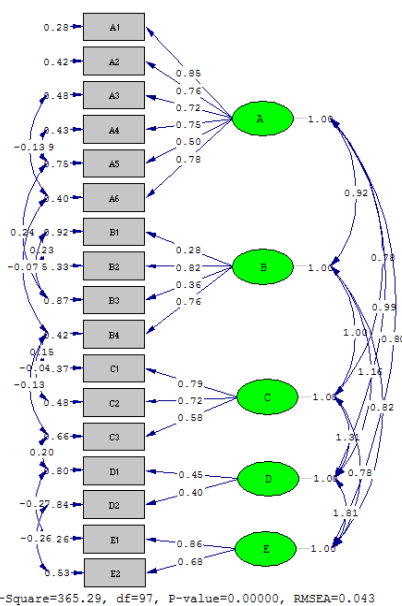 0.28 A1
0.85
0.42 A2
0.76
0.48 A3
0.72
0.43 A4 A 1.00
0.75
-0.13
0.75 A5
0.50
0.40 A6
0.78
0.92
0.24 0.92 B1
0.23 0.28 0.78
-0.07 B2 B 1.00
0.82
0.99
0.87 B3
0.36
0.42 B4
0.76
1.00 0.80
0.15
-0.04 C1
1.16
-0.13 0.79 0.82
0.48 C2 C 1.00
0.72
0.66 C3
0.58
1.31
0.20 0.78
0.80 D1
0.45
D 1.00
D2
0.40
1.81
E1
0.86
E 1.00
0.53 E2
0.68
-Square=365.29, df=97, P-value=0.00000, RMSEA=0.043